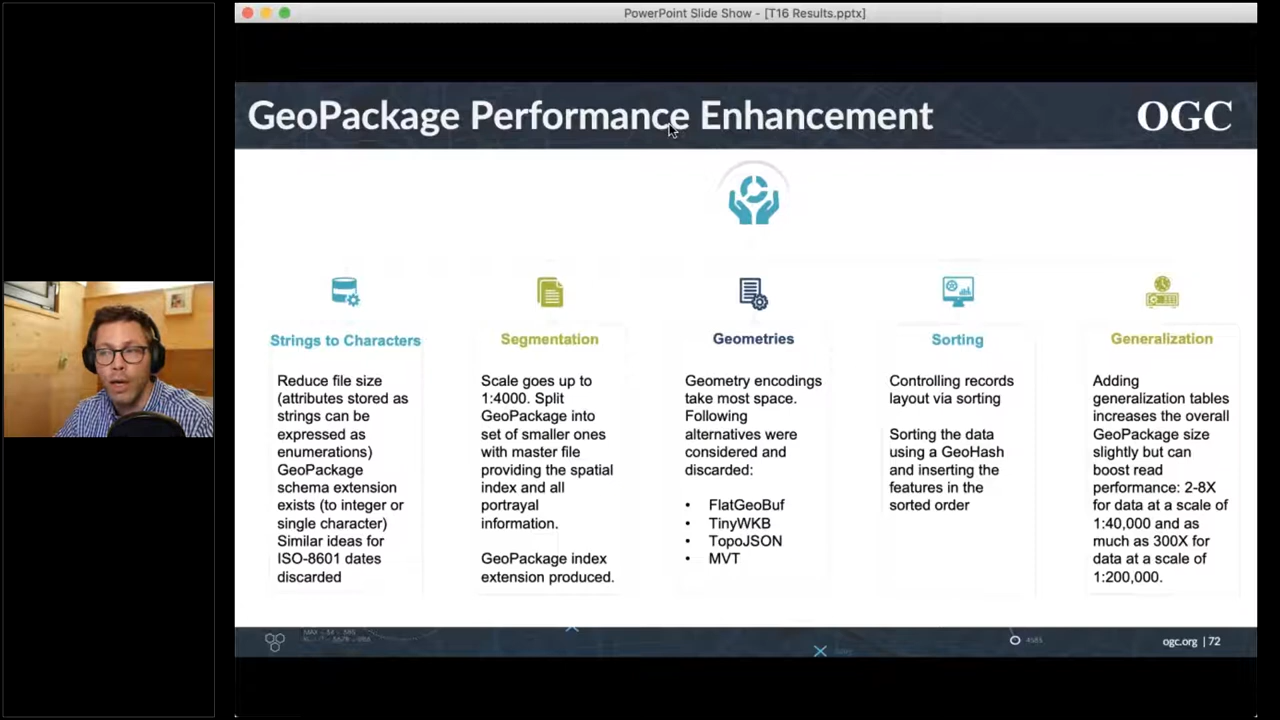 PowerPoint Slide Show - [T16 Results.pptx]
GeoPackage Performance Enhancement
OGC
Strings to Characters
Reduce file size
(attributes stored as
strings can be
expressed as
enumerations)
GeoPackage
schema extension
exists (to integer or
single character)
Similar ideas for
ISO-8601 dates
discarded
Segmentation
Scale goes up to
1:4000. Split
GeoPackage into
set of smaller ones
with master file
providing the spatial
index and all
portrayal
information.
GeoPackage index
extension produced.
Geometries
Geometry encodings
take most space.
Following
alternatives were
considered and
discarded:
• FlatGeoBuf
• TinyWKB
• TopoJSON
• MVT
Sorting
Controlling records
layout via sorting
Sorting the data
using a GeoHash
and inserting the
features in the
sorted order
Generalization
Adding
generalization tables
increases the overall
GeoPackage size
slightly but can
boost read
performance: 2-8X
for data at a scale of
1:40,000 and as
much as 300X for
data at a scale of
1:200,000.
ogc.org | 72